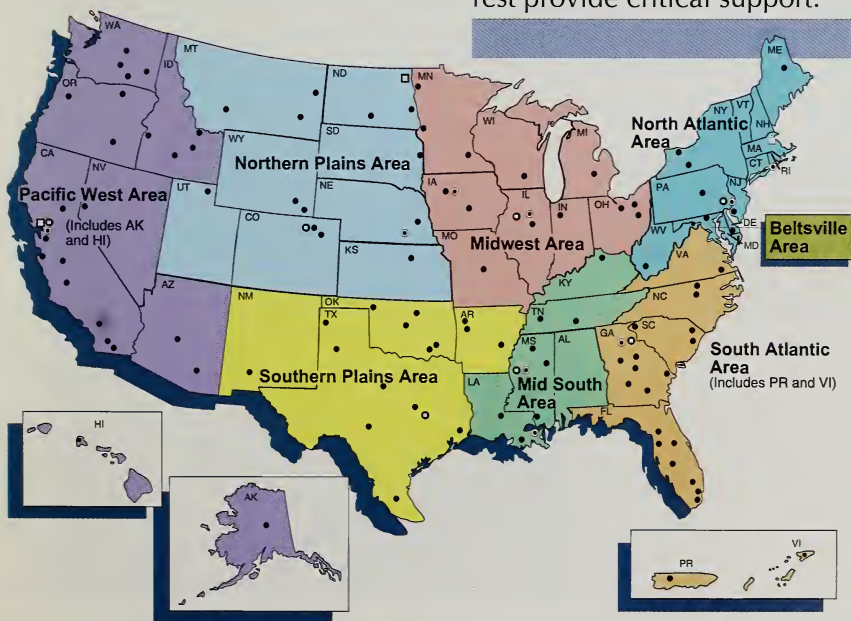 rest provide critical support.
WA
MT
ND
MN
ME
OR
ID
WI
MI
NY
VT
NH
North Atlantic
Area
MA
CT
RI
WY
SD
Northern Plains Area
CA
NV
Pacific West Area
(Includes AK
and HI)
UT
NE
IA
IL
IN
OH
PA
NJ
CO
WV
DE
MD
Beltsville
Area
KS
MO
Midwest Area
VA
KY
AZ
NM
OK
TX
AR
TN
NC
MS
AL
GA
SC
South Atlantic
Area
(Includes PR and VI)
Southern Plains Area
LA
Mid South
Area
FL
HI
AK
VI
PR